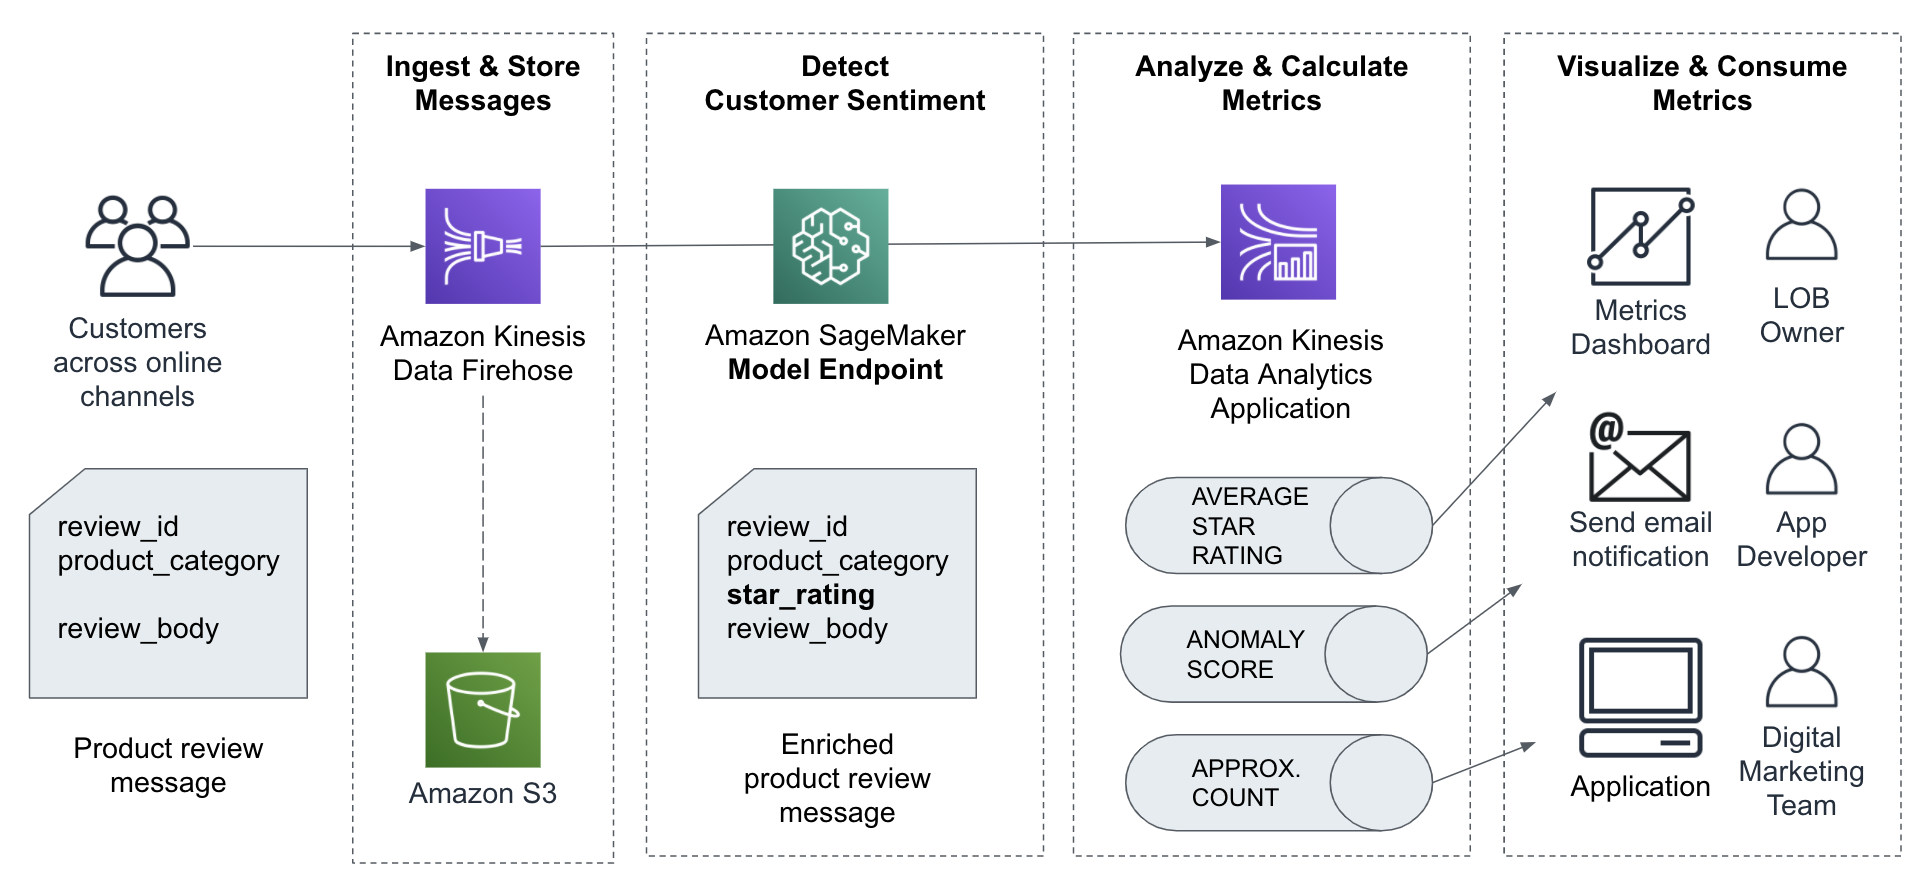 Ingest & Store
Messages
Detect
Customer Sentiment
Analyze & Calculate
Metrics
Visualize & Consume
Metrics
Customers
across online
channels
Amazon Kinesis
Data Firehose
Amazon SageMaker
Model Endpoint
Amazon Kinesis
Data Analytics
Application
Metrics
Dashboard
LOB
Owner
review_id
product_category
review_body
Product review
message
Amazon S3
review_id
product_category
star_rating
review_body
Enriched
product review
message
AVERAGE
STAR
RATING
ANOMALY
SCORE
APPROX.
COUNT
@
Send email
notification
App
Developer
Application
Digital
Marketing
Team